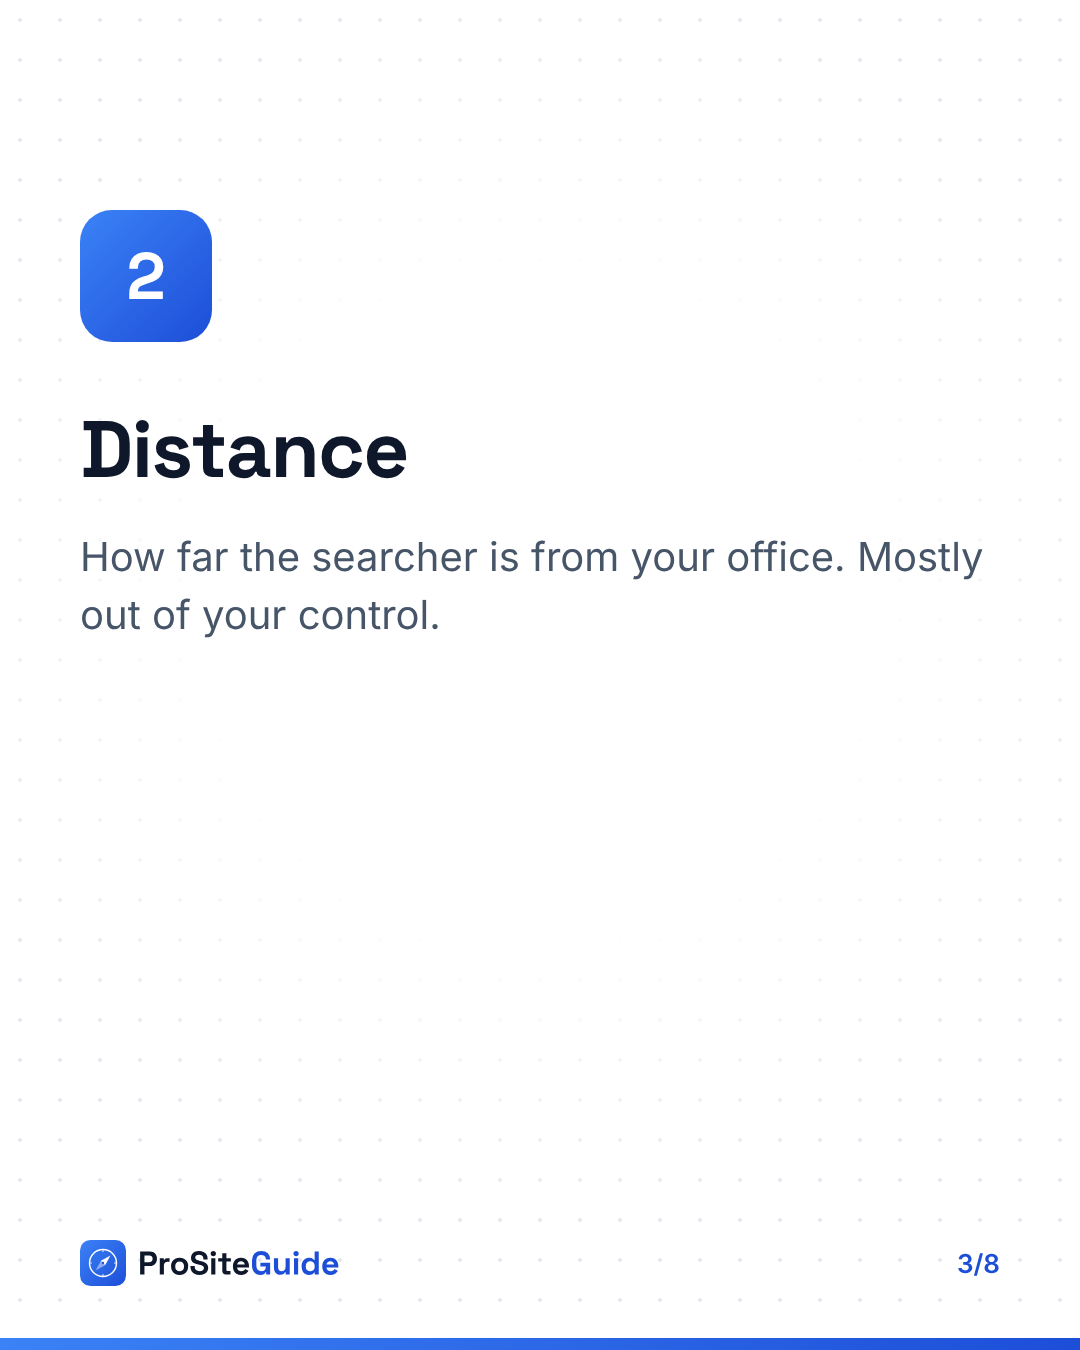 2
Distance
How far the searcher is from your office. Mostly
out of your control.
ProSiteGuide
3/8